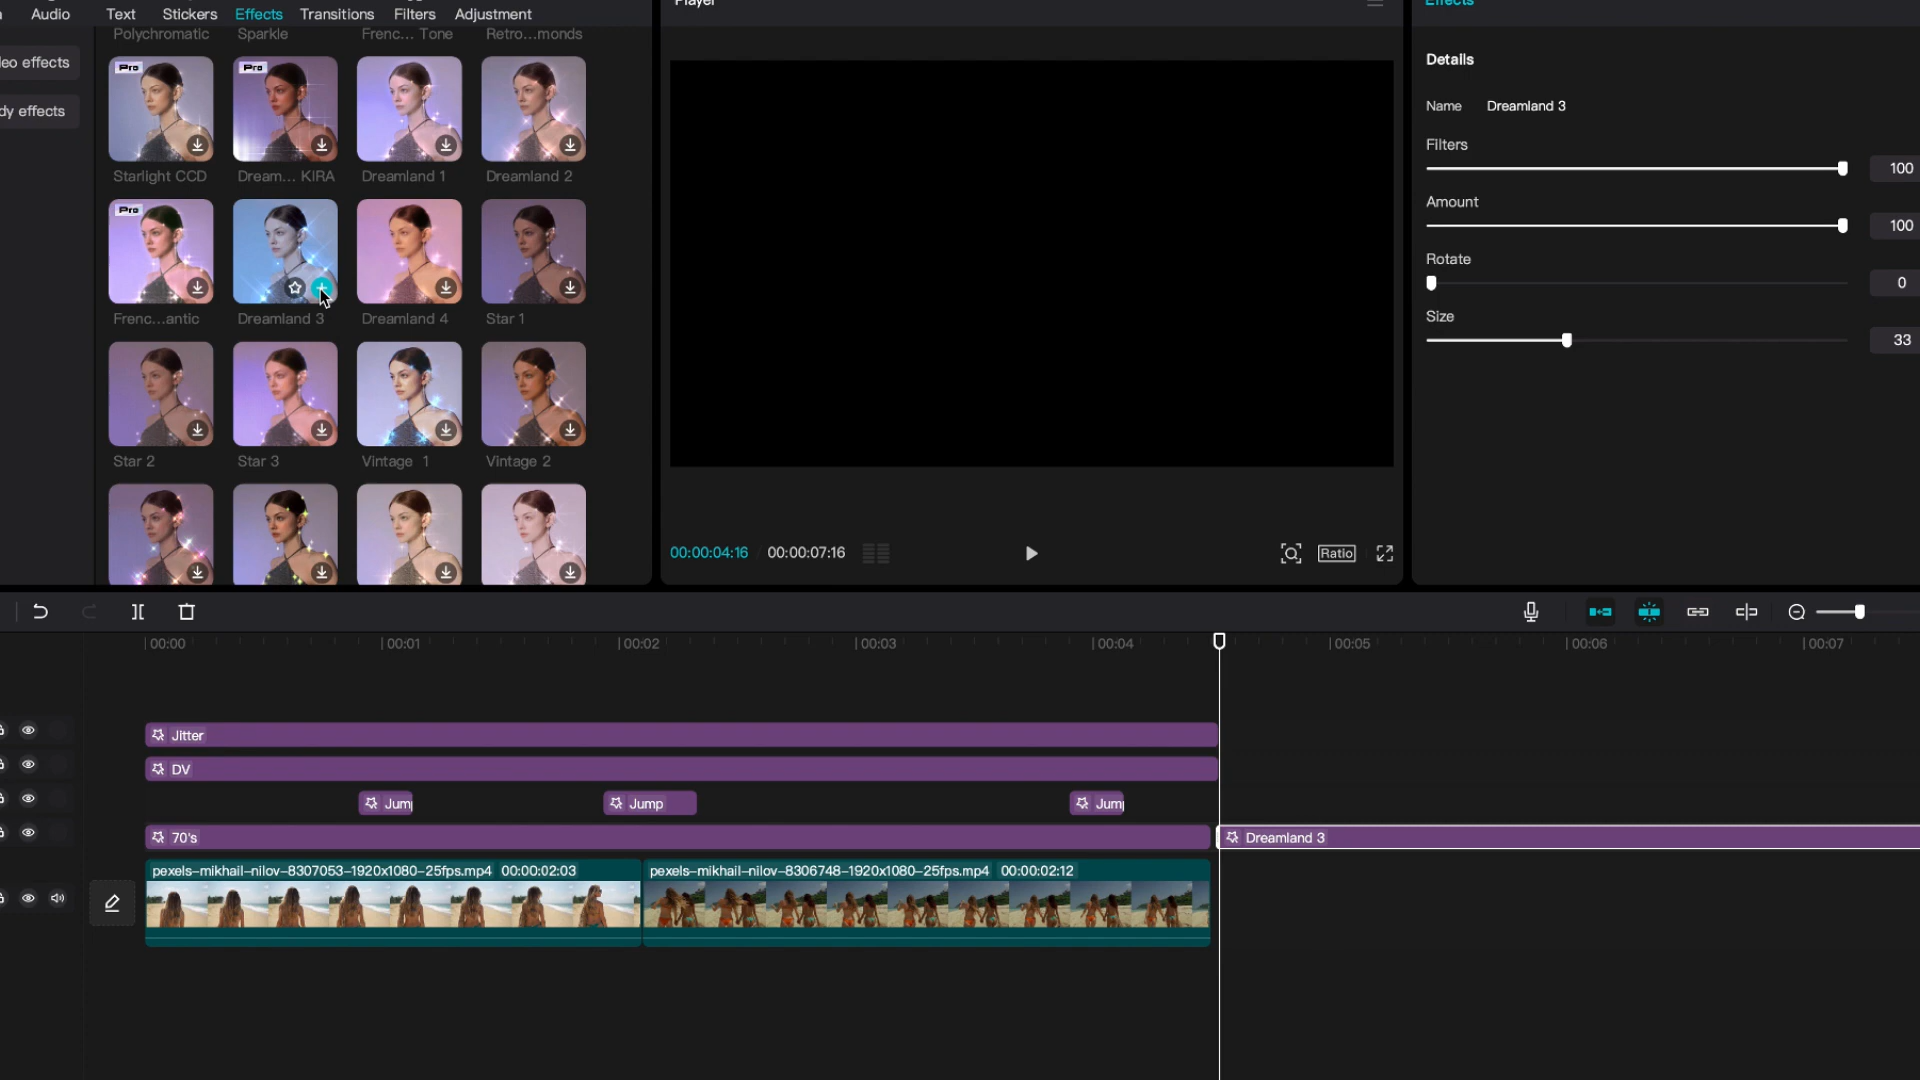 Audio Text Stickers Effects Transitions Filters Adjustment
Player
Effects
Polychromatic Sparkle Frenc... Tone Retro...monds
eo effects
dy effects
Pro Pro
Starlight CCD Dream... KIRA Dreamland 1 Dreamland 2
Pro
Frenc...antic Dreamland 3 Dreamland 4 Star 1
Star 2 Star 3 Vintage 1 Vintage 2
Details
Name Dreamland 3
Filters
100
Amount
100
Rotate
0
Size
33
00:00:04:16 00:00:07:16
Ratio
00:00 00:01 00:02 00:03 00:04 00:05 00:06 00:07
Jitter
DV
Jump Jump Jump
70's Dreamland 3
pexels-mikhail-nilov-8307053-1920x1080-25fps.mp4 00:00:02:03 pexels-mikhail-nilov-8306748-1920x1080-25fps.mp4 00:00:02:12